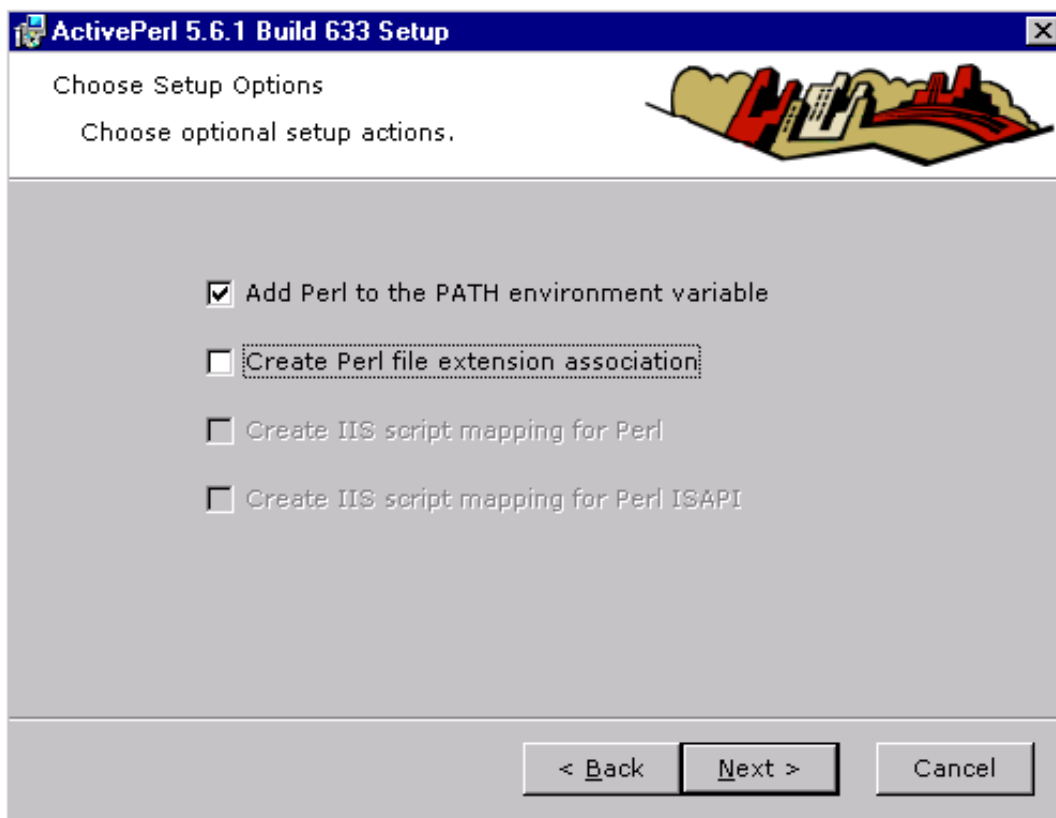 ActivePerl 5.6.1 Build 633 Setup
Choose Setup Options
Choose optional setup actions.
Add Perl to the PATH environment variable
Create Perl file extension association
Create IIS script mapping for Perl
Create IIS script mapping for Perl ISAPI
< Back Next > Cancel